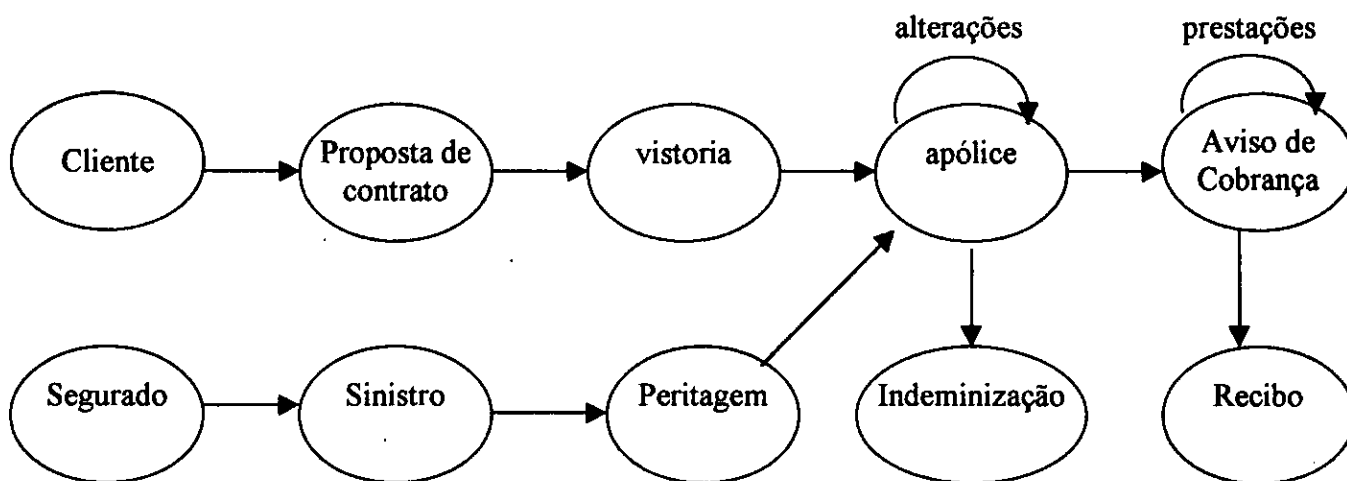 alterações
prestações
Cliente
Proposta de
contrato
vistoria
apólice
Aviso de
Cobrança
Segurado
Sinistro
Peritagem
Indeminização
Recibo